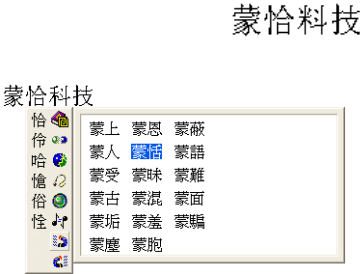 蒙恰科技
蒙恰科技
恰
伶
哈
愴
俗
怪
蒙上 蒙恩 蒙蔽
蒙人 蒙恬 蒙語
蒙受 蒙昧 蒙難
蒙古 蒙混 蒙面
蒙垢 蒙羞 蒙騙
蒙塵 蒙胞